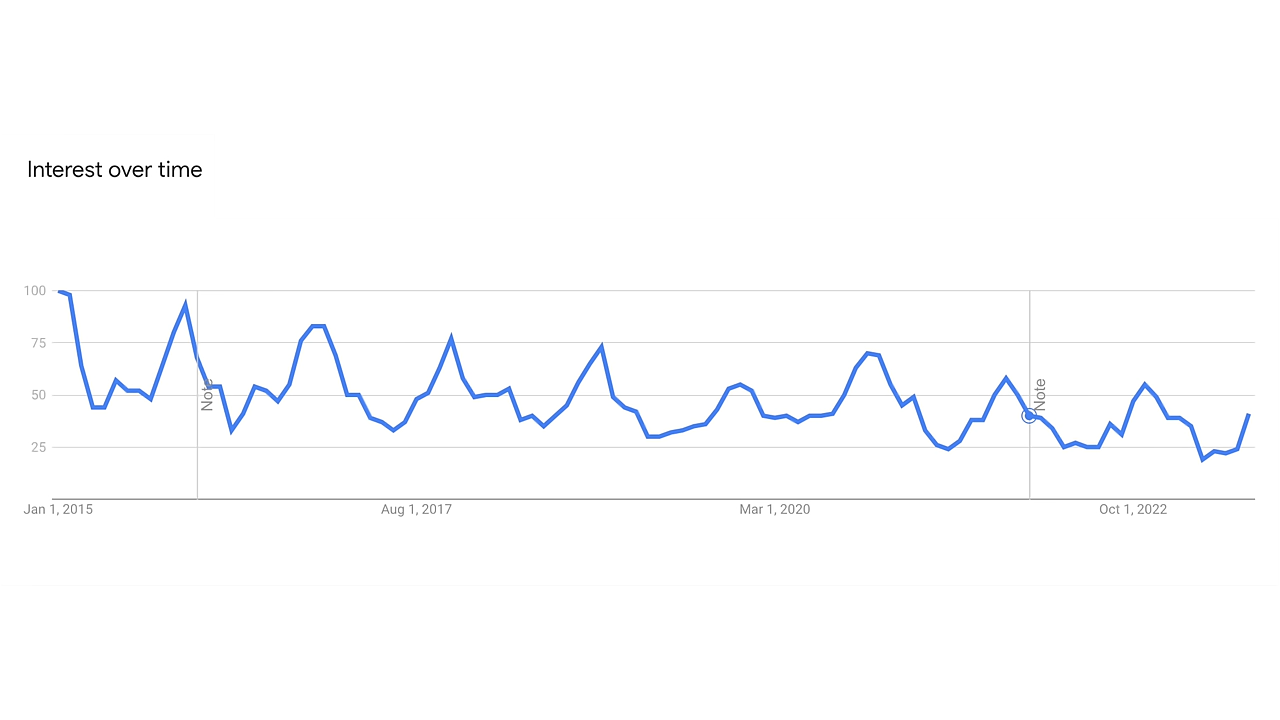 Interest over time
100
75
50
25
Note
Note
Jan 1, 2015
Aug 1, 2017
Mar 1, 2020
Oct 1, 2022